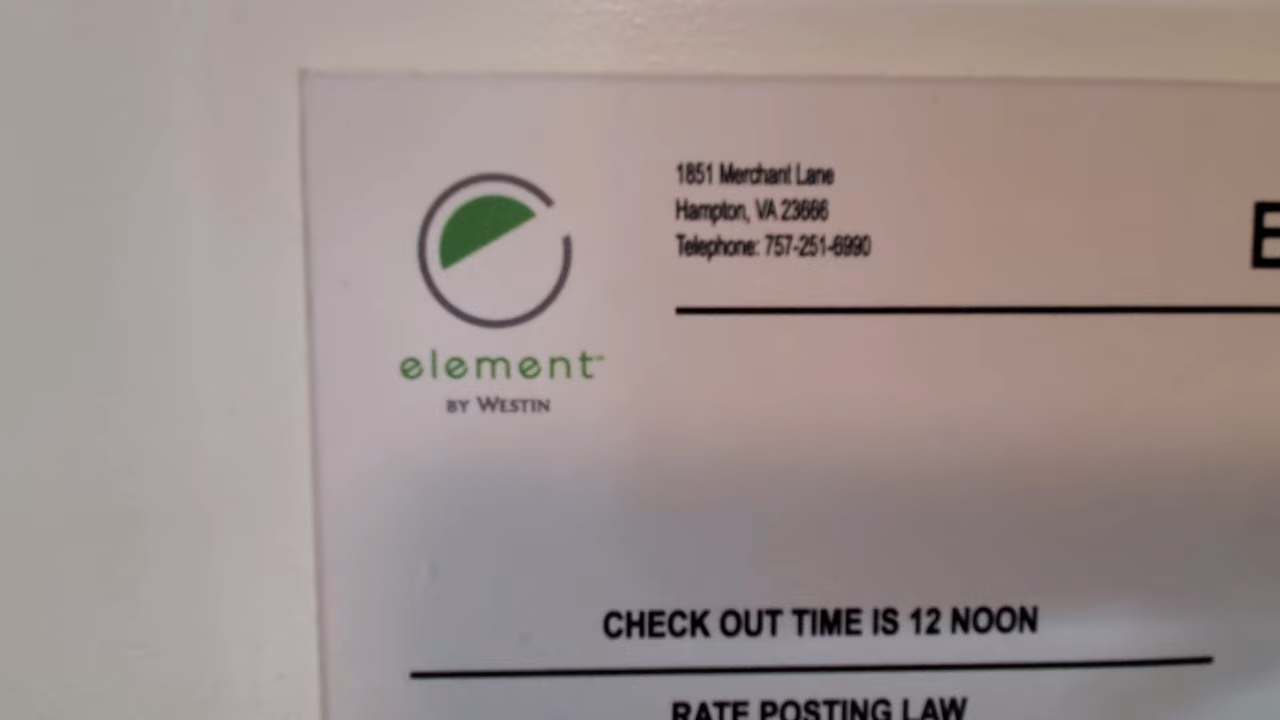 1851 Merchant Lane
Hampton, VA 23666
Telephone: 757-251-6990
element™
BY WESTIN
CHECK OUT TIME IS 12 NOON
RATE POSTING LAW